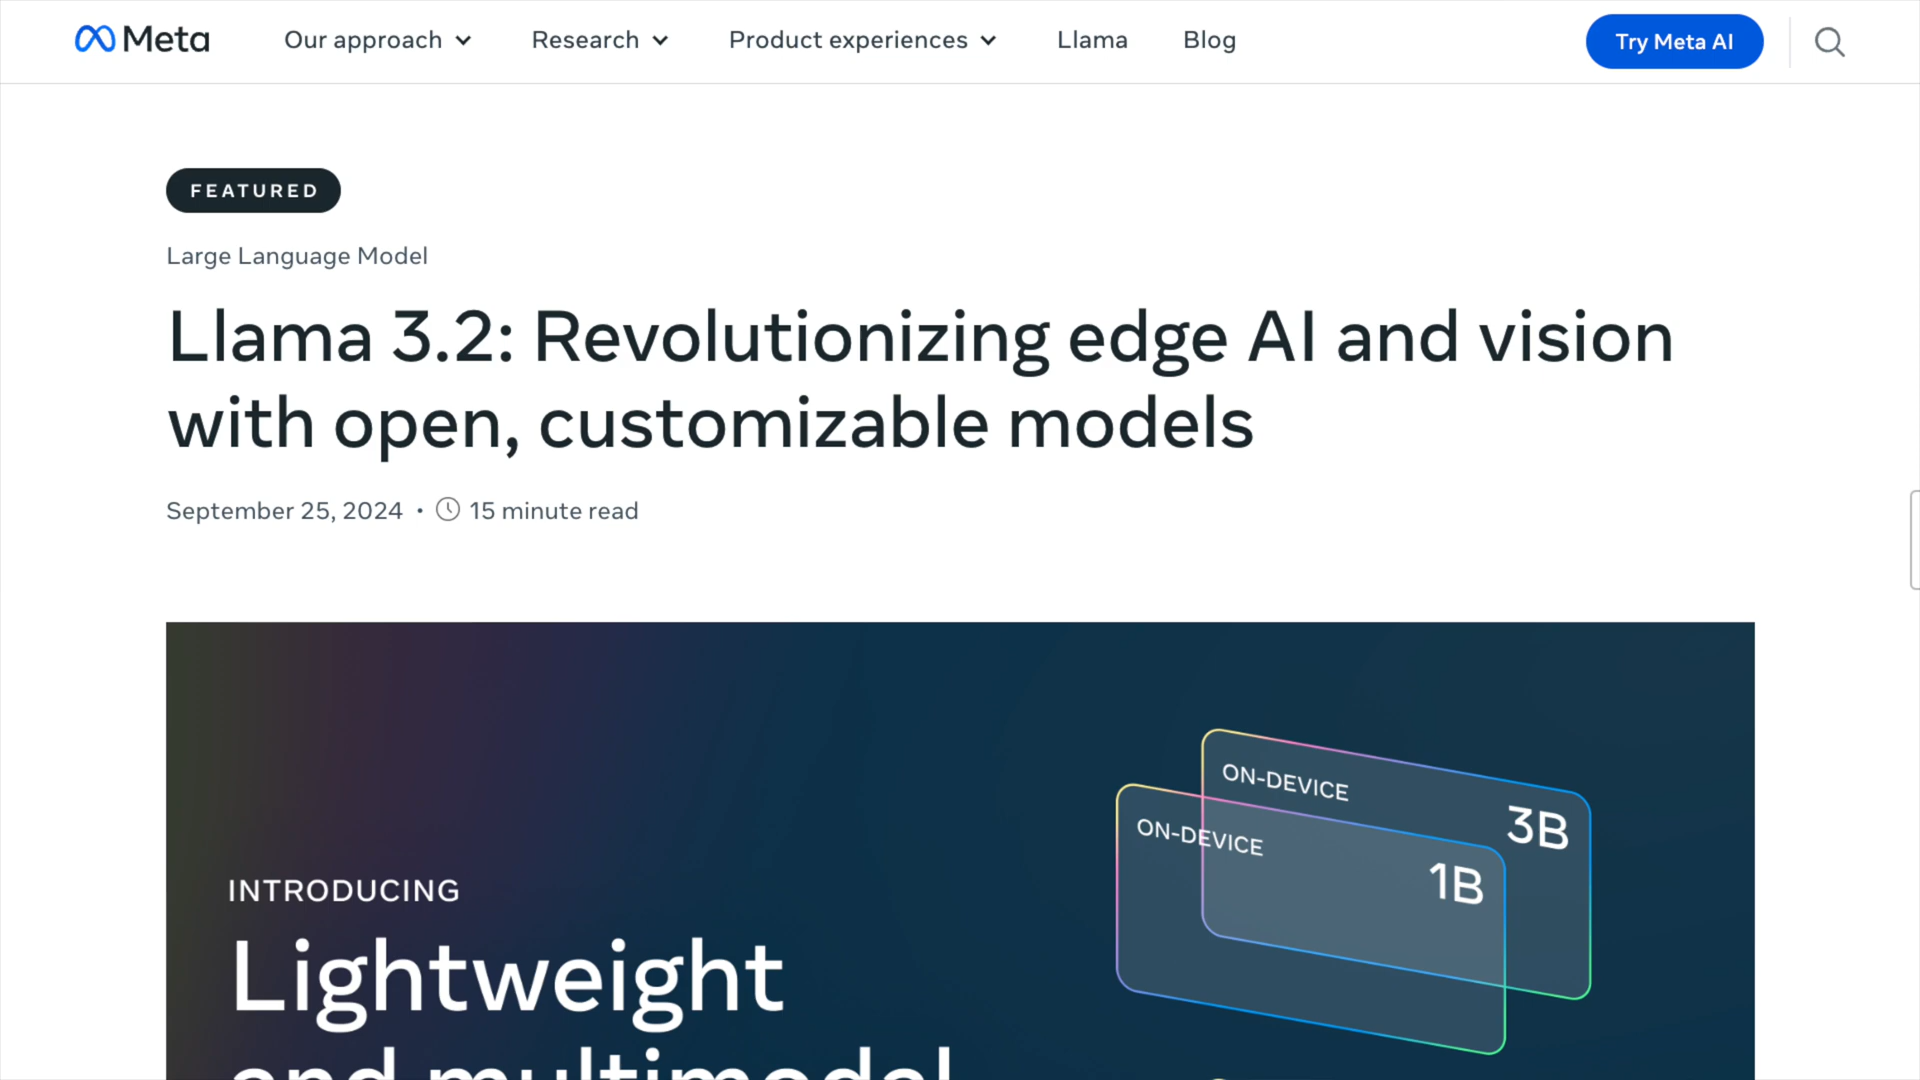 Meta
Our approach
Research
Product experiences
Llama
Blog
Try Meta AI
FEATURED
Large Language Model
Llama 3.2: Revolutionizing edge AI and vision
with open, customizable models
September 25, 2024 • 15 minute read
ON-DEVICE
3B
ON-DEVICE
1B
INTRODUCING
Lightweight
and multimodal